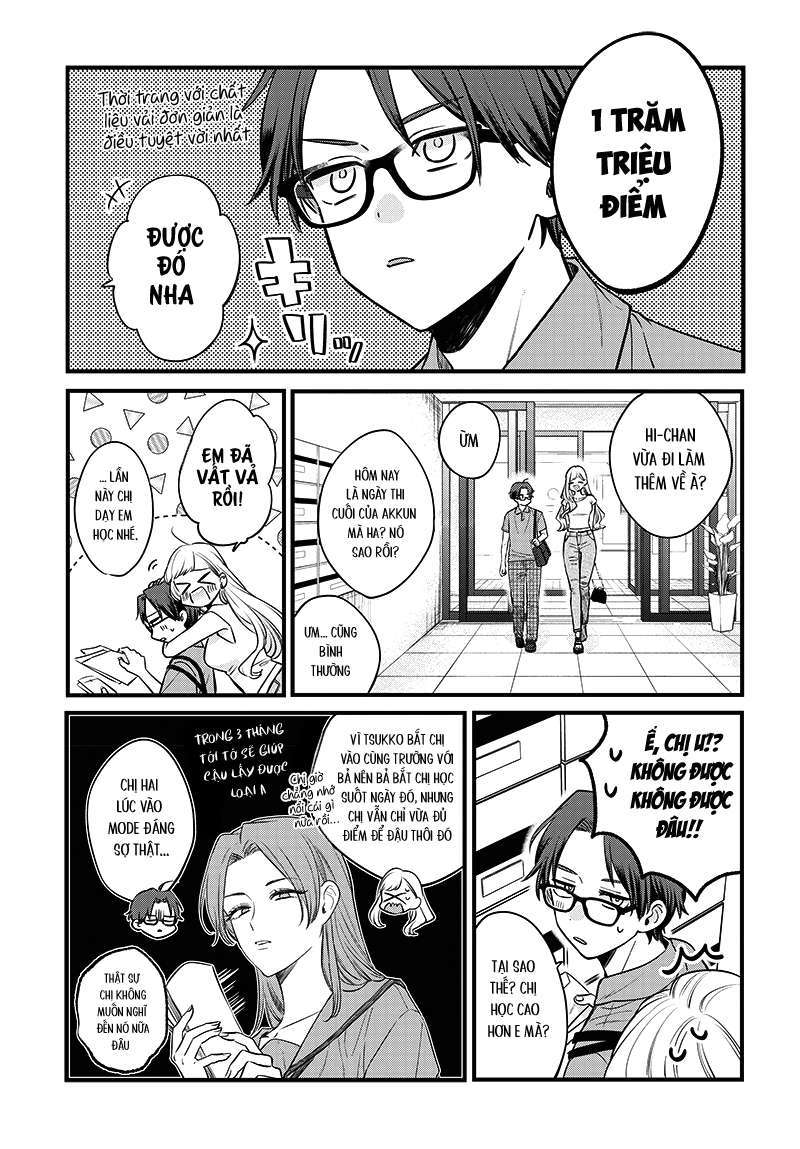 1 TRĂM
TRIỆU
ĐIỂM
Thời trang với chất
liệu vải đơn giản là
điều tuyệt vời nhất
ĐƯỢC
ĐÓ
NHA
キリッ
HI-CHAN
VỪA ĐI LÀM
THÊM VỀ À?
ỪM
HÔM NAY
LÀ NGÀY THI
CUỐI CỦA AKKUN
MÀ HA? NÓ
SAO RỒI?
ƯM... CŨNG
BÌNH
THƯỜNG
EM ĐÃ
VẤT VẢ
RỒI!
... LẦN
NÀY CHỊ
DẠY EM
HỌC NHÉ.
Ế, CHỊ Ư!?
KHÔNG ĐƯỢC
KHÔNG ĐƯỢC
ĐÂU!!
TẠI SAO
THẾ? CHỊ
HỌC CAO
HƠN E MÀ?
VÌ TSUKKO BẮT CHỊ
VÀO CÙNG TRƯỜNG VỚI
BẢ NÊN BẢ BẮT CHỊ HỌC
SUỐT NGÀY ĐÓ, NHƯNG
CHỊ VẪN CHỈ VỪA ĐỦ
ĐIỂM ĐỂ ĐẬU THÔI ĐÓ
Chị giờ
chẳng nhớ
nổi cái gì
nữa rồi...
TRONG 3 THÁNG
TỚI TỚ SẼ GIÚP
CẬU LẤY ĐƯỢC
LOẠI A
CHỊ HAI
LÚC VÀO
MODE ĐÁNG
SỢ THẬT...
THẬT SỰ
CHỊ KHÔNG
MUỐN NGHĨ
ĐẾN NÓ NỮA
ĐÂU